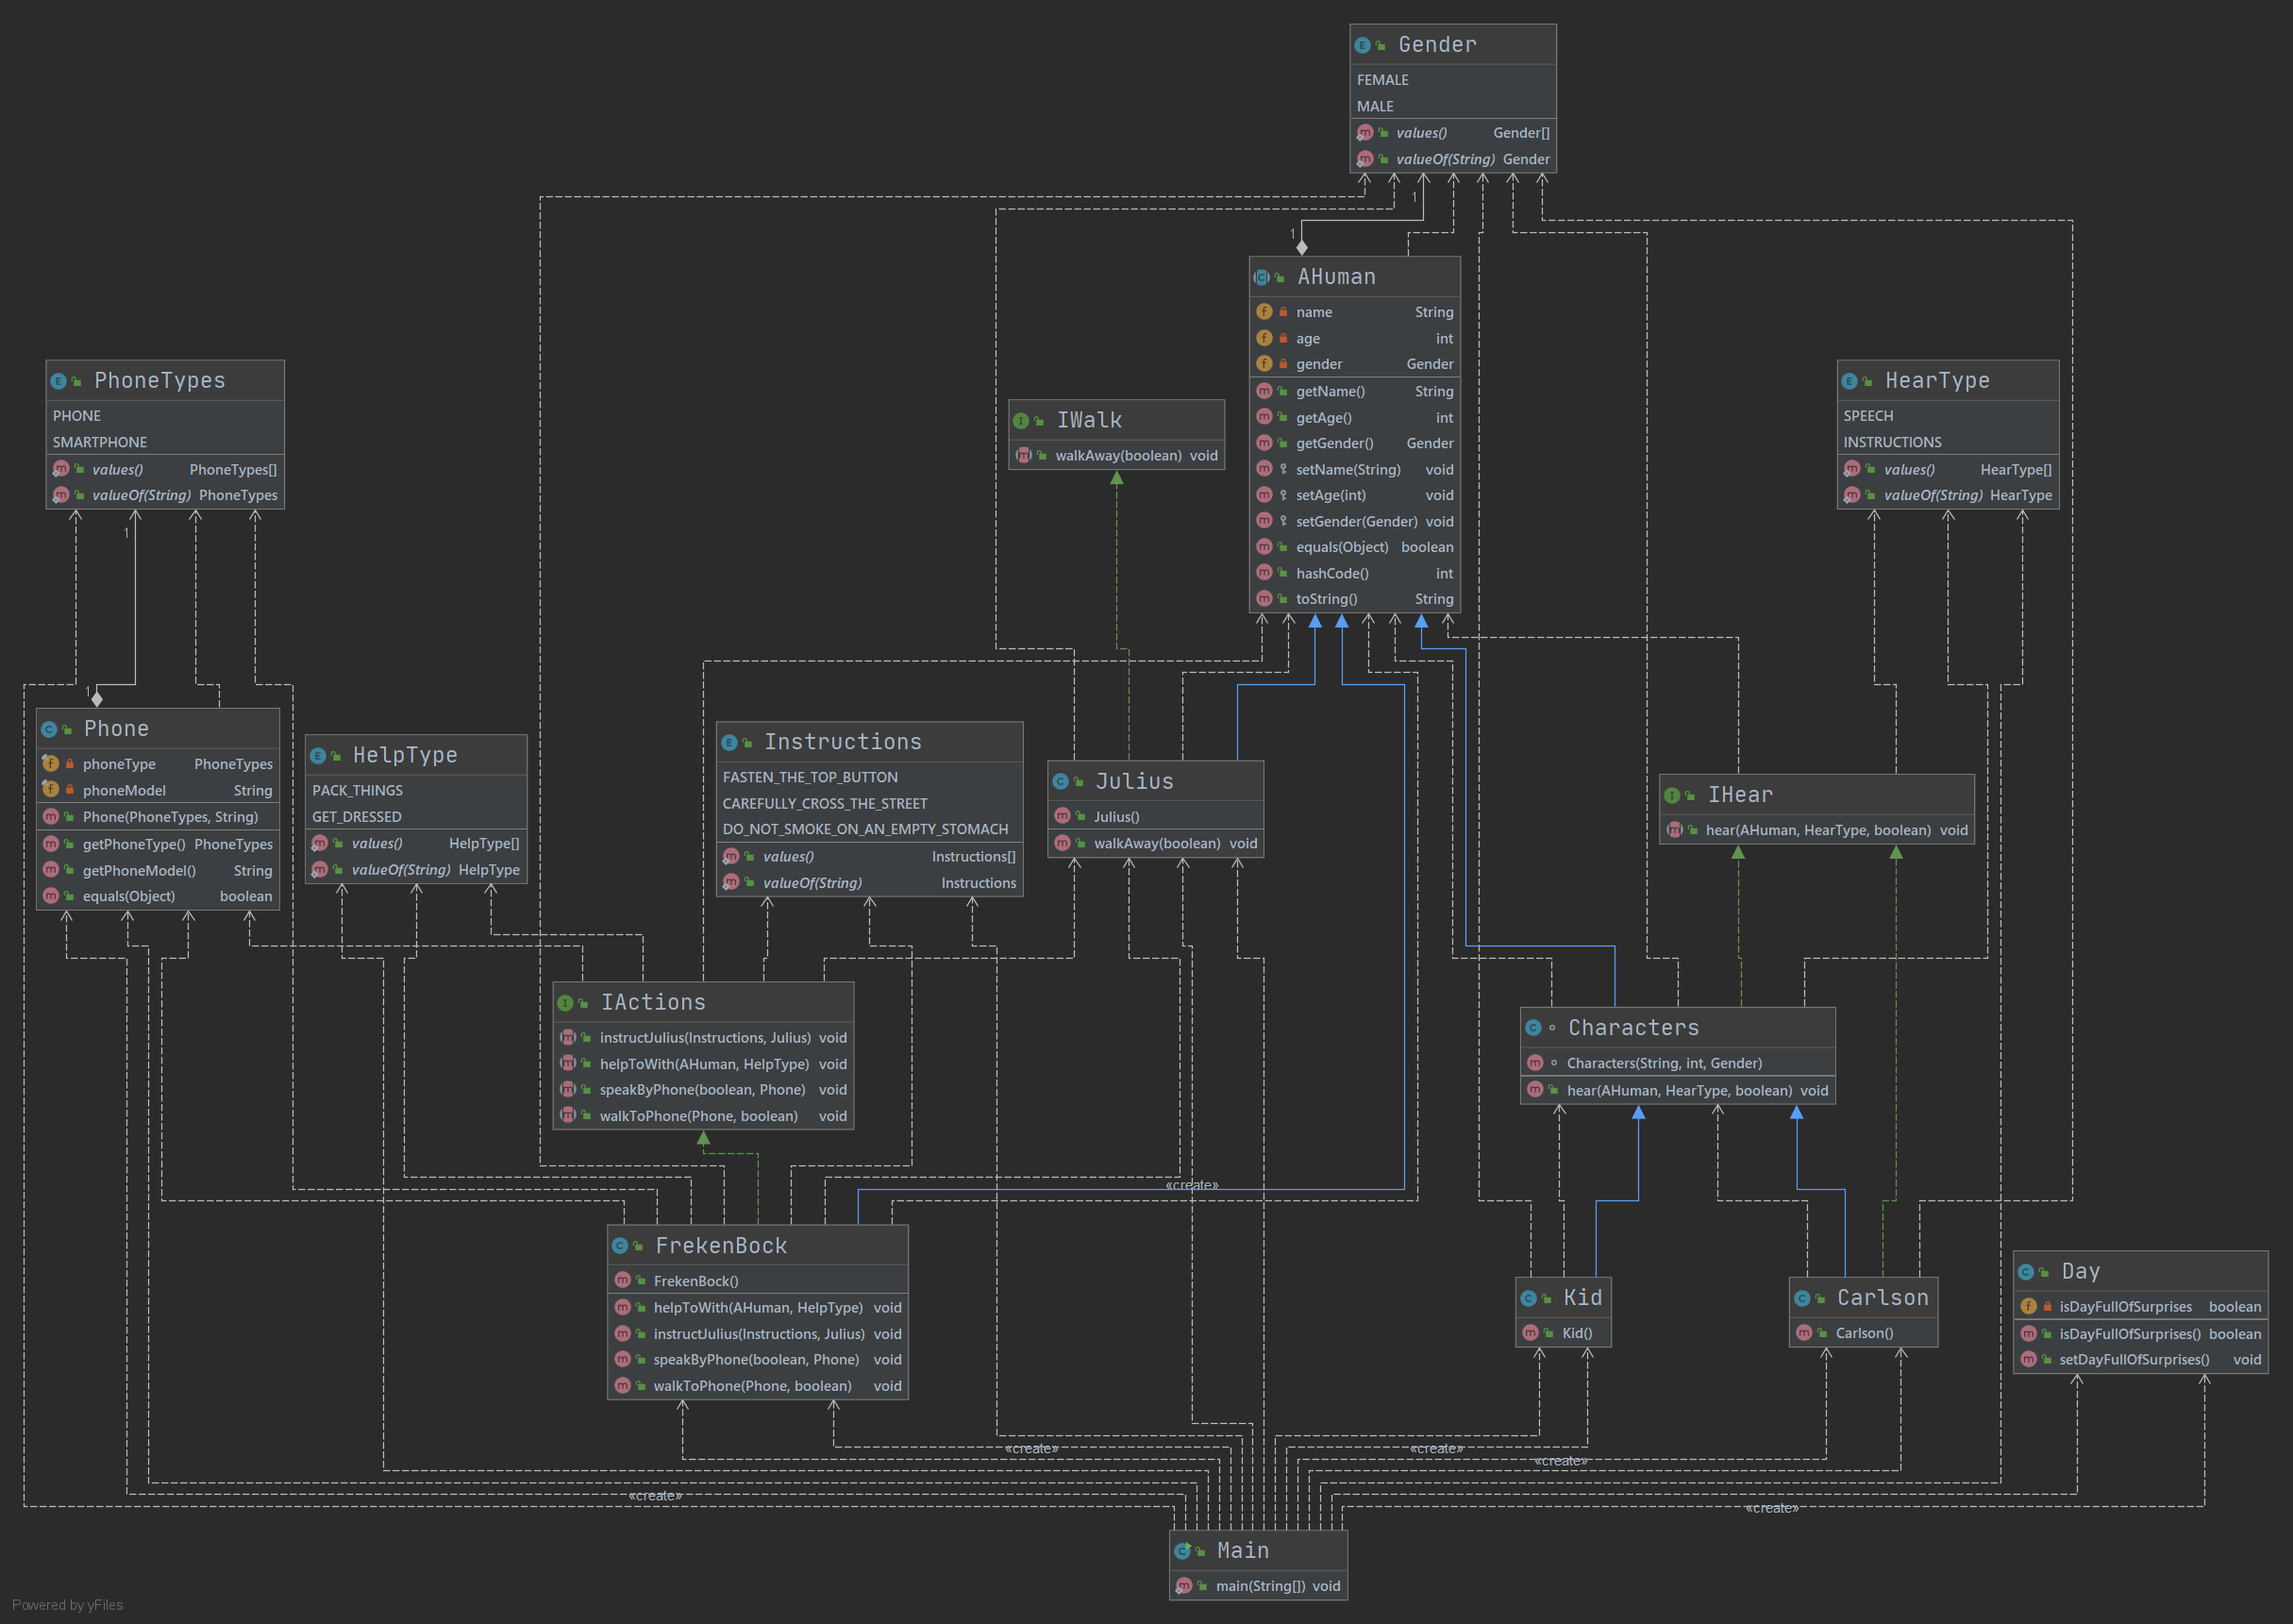 Gender
FEMALE
MALE
values() Gender[]
valueOf(String) Gender
1
1
AHuman
name String
age int
gender Gender
getName() String
getAge() int
getGender() Gender
setName(String) void
setAge(int) void
setGender(Gender) void
equals(Object) boolean
hashCode() int
toString() String
PhoneTypes
PHONE
SMARTPHONE
values() PhoneTypes[]
valueOf(String) PhoneTypes
1
1
IWalk
walkAway(boolean) void
HearType
SPEECH
INSTRUCTIONS
values() HearType[]
valueOf(String) HearType
Phone
phoneType PhoneTypes
phoneModel String
Phone(PhoneTypes, String)
getPhoneType() PhoneTypes
getPhoneModel() String
equals(Object) boolean
HelpType
PACK_THINGS
GET_DRESSED
values() HelpType[]
valueOf(String) HelpType
Instructions
FASTEN_THE_TOP_BUTTON
CAREFULLY_CROSS_THE_STREET
DO_NOT_SMOKE_ON_AN_EMPTY_STOMACH
values() Instructions[]
valueOf(String) Instructions
Julius
Julius()
walkAway(boolean) void
IHear
hear(AHuman, HearType, boolean) void
IActions
instructJulius(Instructions, Julius) void
helpToWith(AHuman, HelpType) void
speakByPhone(boolean, Phone) void
walkToPhone(Phone, boolean) void
Characters
Characters(String, int, Gender)
hear(AHuman, HearType, boolean) void
«create»
FrekenBock
FrekenBock()
helpToWith(AHuman, HelpType) void
instructJulius(Instructions, Julius) void
speakByPhone(boolean, Phone) void
walkToPhone(Phone, boolean) void
Kid
Kid()
Carlson
Carlson()
Day
isDayFullOfSurprises boolean
isDayFullOfSurprises() boolean
setDayFullOfSurprises() void
«create»
«create»
«create»
«create»
«create»
Main
main(String[]) void
Powered by yFiles